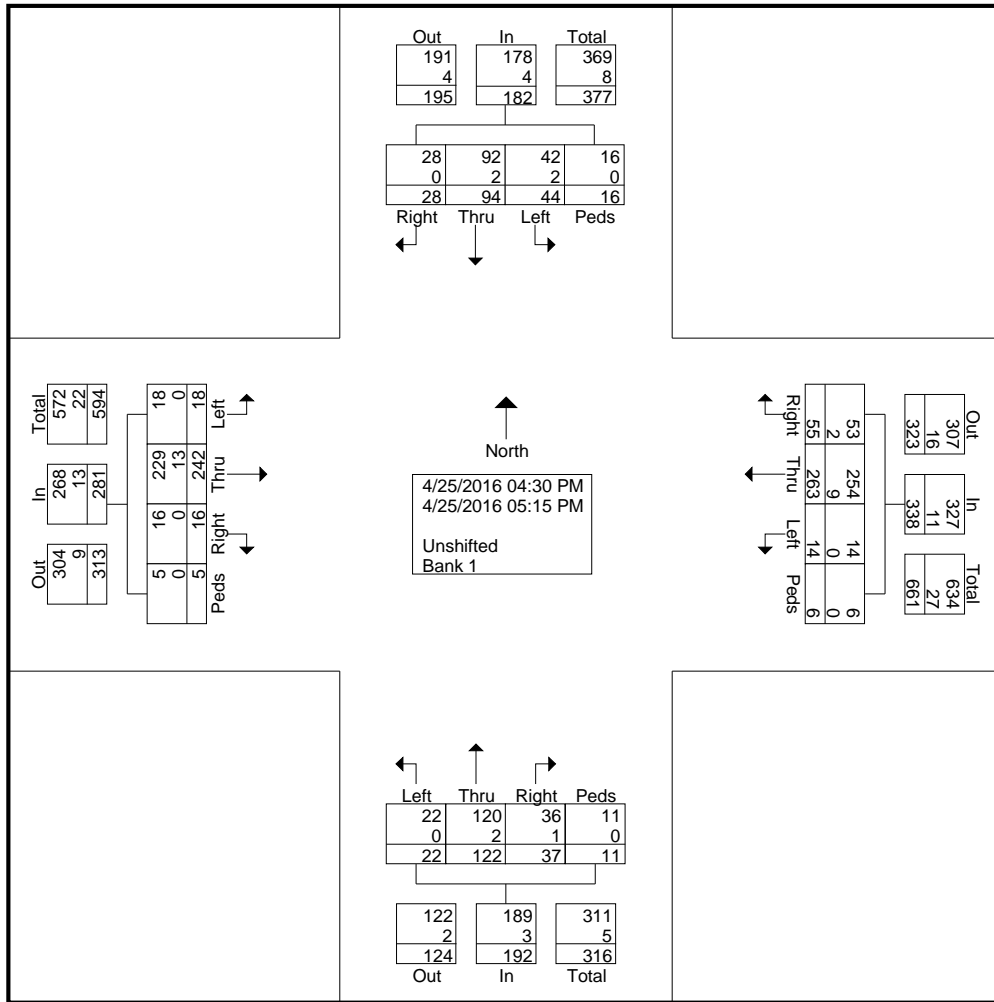 Out In Total
191 178 369
4 4 8
195 182 377
28 92 42 16
0 2 2 0
28 94 44 16
Right Thru Left Peds
Total
572
22
594
In
268
13
281
Out
304
9
313
Left
18
0
18
Thru
229
13
242
Right
16
0
16
Peds
5
0
5
North
4/25/2016 04:30 PM
4/25/2016 05:15 PM
Unshifted
Bank 1
Right
53
2
55
Thru
254
9
263
Left
14
0
14
Peds
6
0
6
Out
307
16
323
In
327
11
338
Total
634
27
661
Left Thru Right Peds
22 120 36 11
0 2 1 0
22 122 37 11
122 189 311
2 3 5
124 192 316
Out In Total